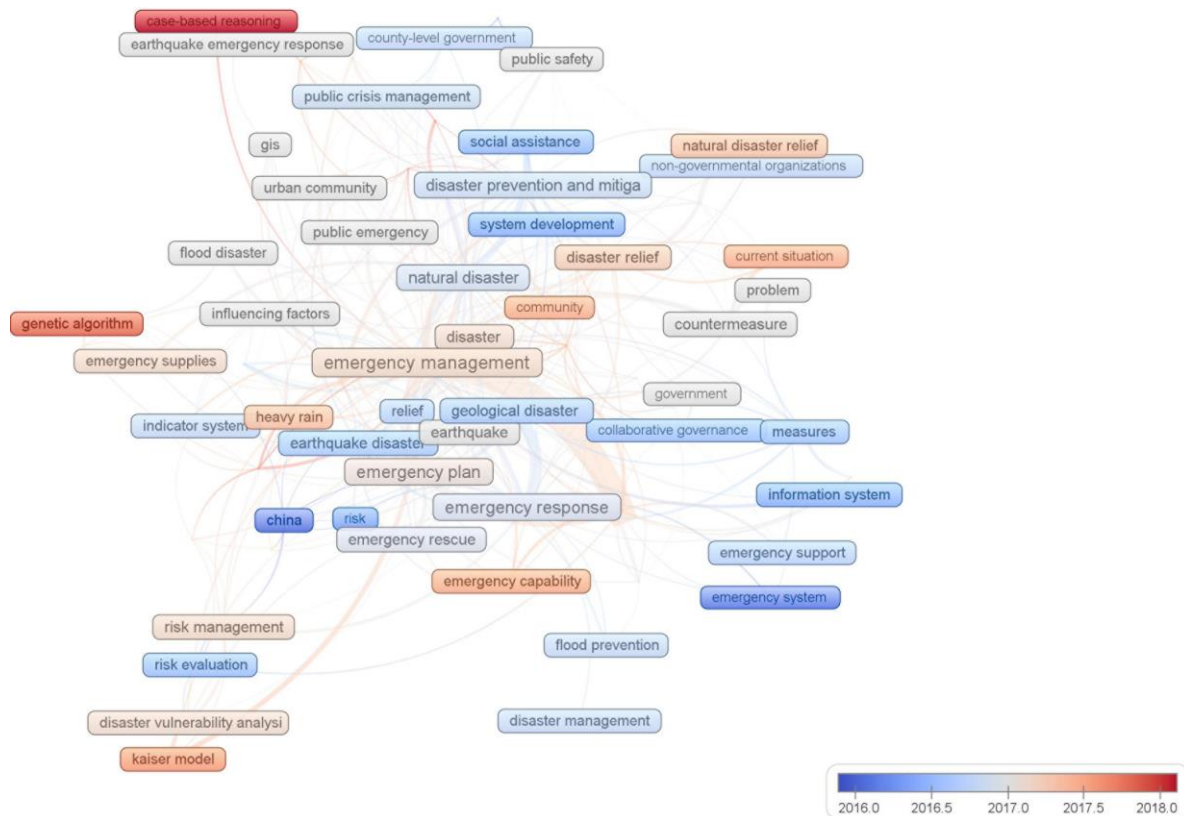 case-based reasoning
earthquake emergency response
county-level government
public safety
public crisis management
gis
social assistance
natural disaster relief
non-governmental organizations
urban community
disaster prevention and mitiga
system development
public emergency
flood disaster
disaster relief
current situation
natural disaster
problem
influencing factors
community
genetic algorithm
countermeasure
disaster
emergency supplies
emergency management
government
indicator system
heavy rain
relief
geological disaster
earthquake disaster
earthquake
collaborative governance
measures
emergency plan
information system
emergency response
china
risk
emergency rescue
emergency support
emergency capability
emergency system
risk management
flood prevention
risk evaluation
disaster vulnerability analysi
disaster management
kaiser model
2016.0 2016.5 2017.0 2017.5 2018.0